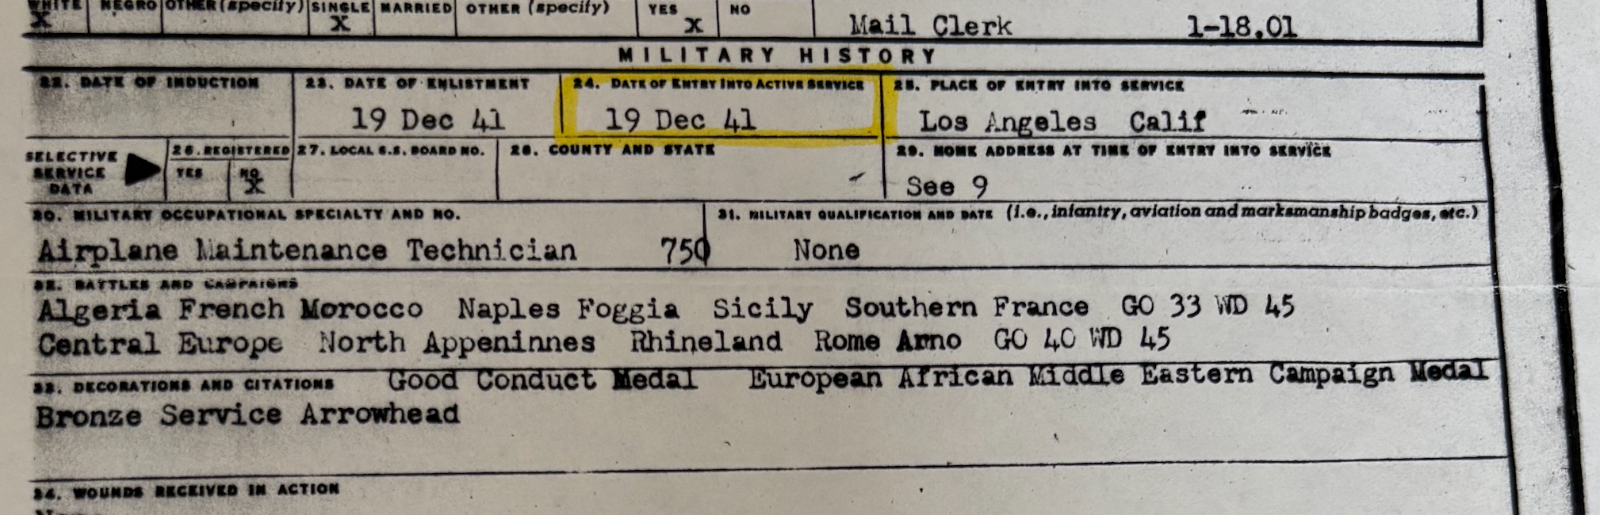 WHITE NEGRO OTHER (specify) SINGLE MARRIED OTHER (specify) YES NO
X X X Mail Clerk 1-18.01
MILITARY HISTORY
22. DATE OF INDUCTION 23. DATE OF ENLISTMENT 24. DATE OF ENTRY INTO ACTIVE SERVICE 25. PLACE OF ENTRY INTO SERVICE
19 Dec 41 19 Dec 41 Los Angeles Calif
SELECTIVE SERVICE DATA 26. REGISTERED 27. LOCAL S.S. BOARD NO. 28. COUNTY AND STATE 29. HOME ADDRESS AT TIME OF ENTRY INTO SERVICE
YES NO X See 9
30. MILITARY OCCUPATIONAL SPECIALTY AND NO. 31. MILITARY QUALIFICATION AND DATE (i.e., infantry, aviation and marksmanship badges, etc.)
Airplane Maintenance Technician 750 None
32. BATTLES AND CAMPAIGNS
Algeria French Morocco Naples Foggia Sicily Southern France GO 33 WD 45
Central Europe North Appeninnes Rhineland Rome Arno GO 40 WD 45
33. DECORATIONS AND CITATIONS Good Conduct Medal European African Middle Eastern Campaign Medal
Bronze Service Arrowhead
34. WOUNDS RECEIVED IN ACTION